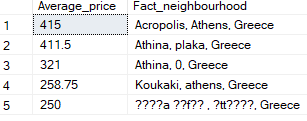 Average_price Fact_neighbourhood
1 415 Acropolis, Athens, Greece
2 411.5 Athina, plaka, Greece
3 321 Athina, 0, Greece
4 258.75 Koukaki, athens, Greece
5 250 ????a ??f?? , ?tt????, Greece